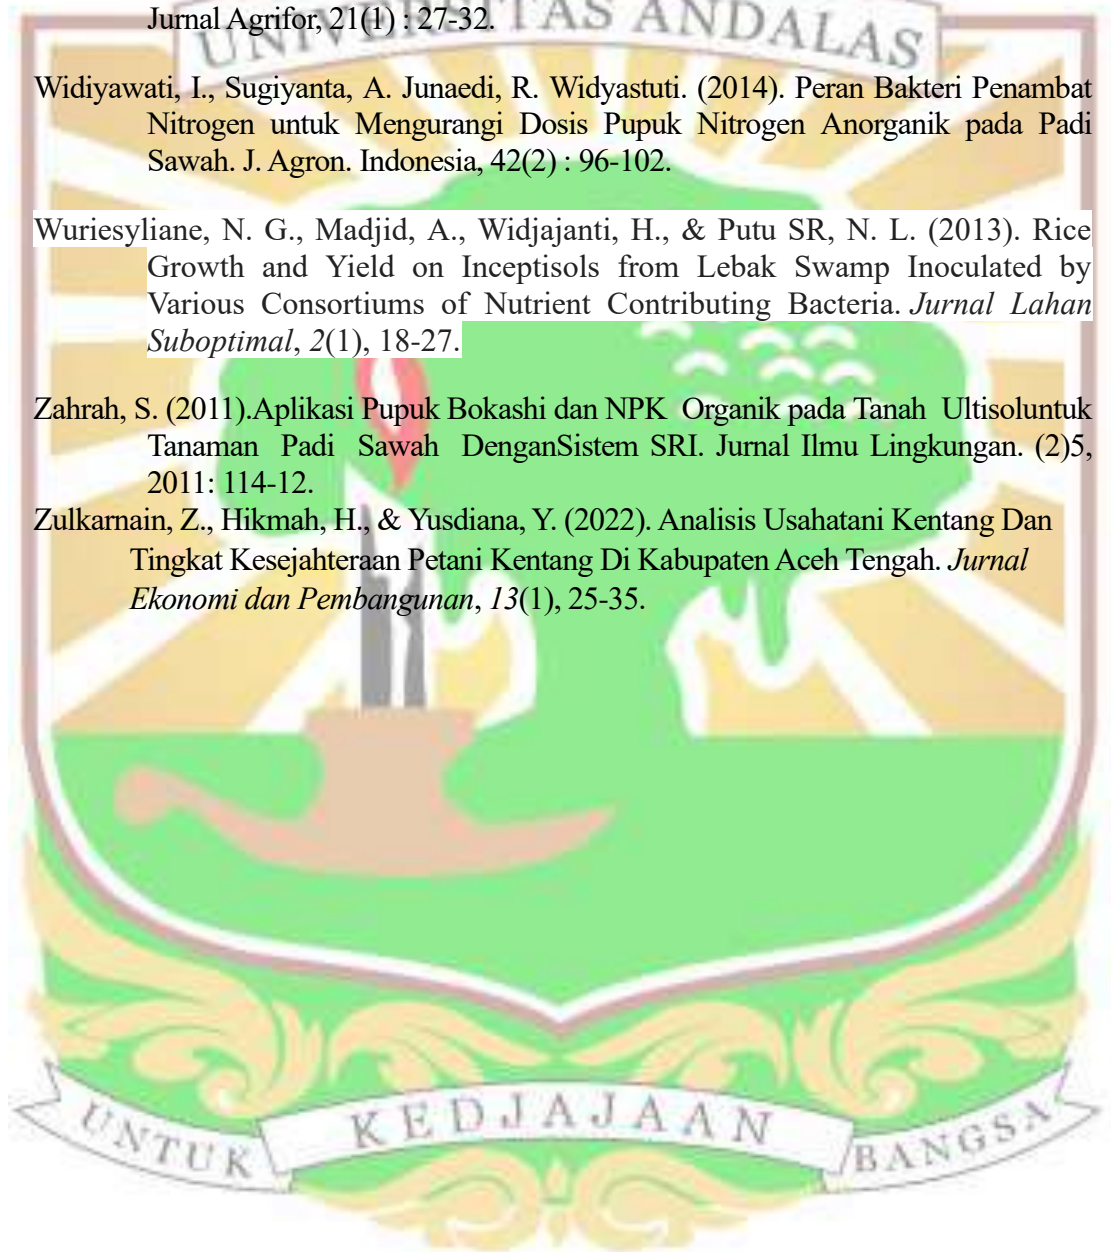 Jurnal Agrifor, 21(1) : 27-32.
UNIVERSITAS ANDALAS
Widiyawati, I., Sugiyanta, A. Junaedi, R. Widyastuti. (2014). Peran Bakteri Penambat
Nitrogen untuk Mengurangi Dosis Pupuk Nitrogen Anorganik pada Padi
Sawah. J. Agron. Indonesia, 42(2) : 96-102.
Wuriesyliane, N. G., Madjid, A., Widjajanti, H., & Putu SR, N. L. (2013). Rice
Growth and Yield on Inceptisols from Lebak Swamp Inoculated by
Various Consortiums of Nutrient Contributing Bacteria. Jurnal Lahan
Suboptimal, 2(1), 18-27.
Zahrah, S. (2011).Aplikasi Pupuk Bokashi dan NPK Organik pada Tanah Ultisoluntuk
Tanaman Padi Sawah DenganSistem SRI. Jurnal Ilmu Lingkungan. (2)5,
2011: 114-12.
Zulkarnain, Z., Hikmah, H., & Yusdiana, Y. (2022). Analisis Usahatani Kentang Dan
Tingkat Kesejahteraan Petani Kentang Di Kabupaten Aceh Tengah. Jurnal
Ekonomi dan Pembangunan, 13(1), 25-35.
UNTUK KEDJAJAAN BANGSA